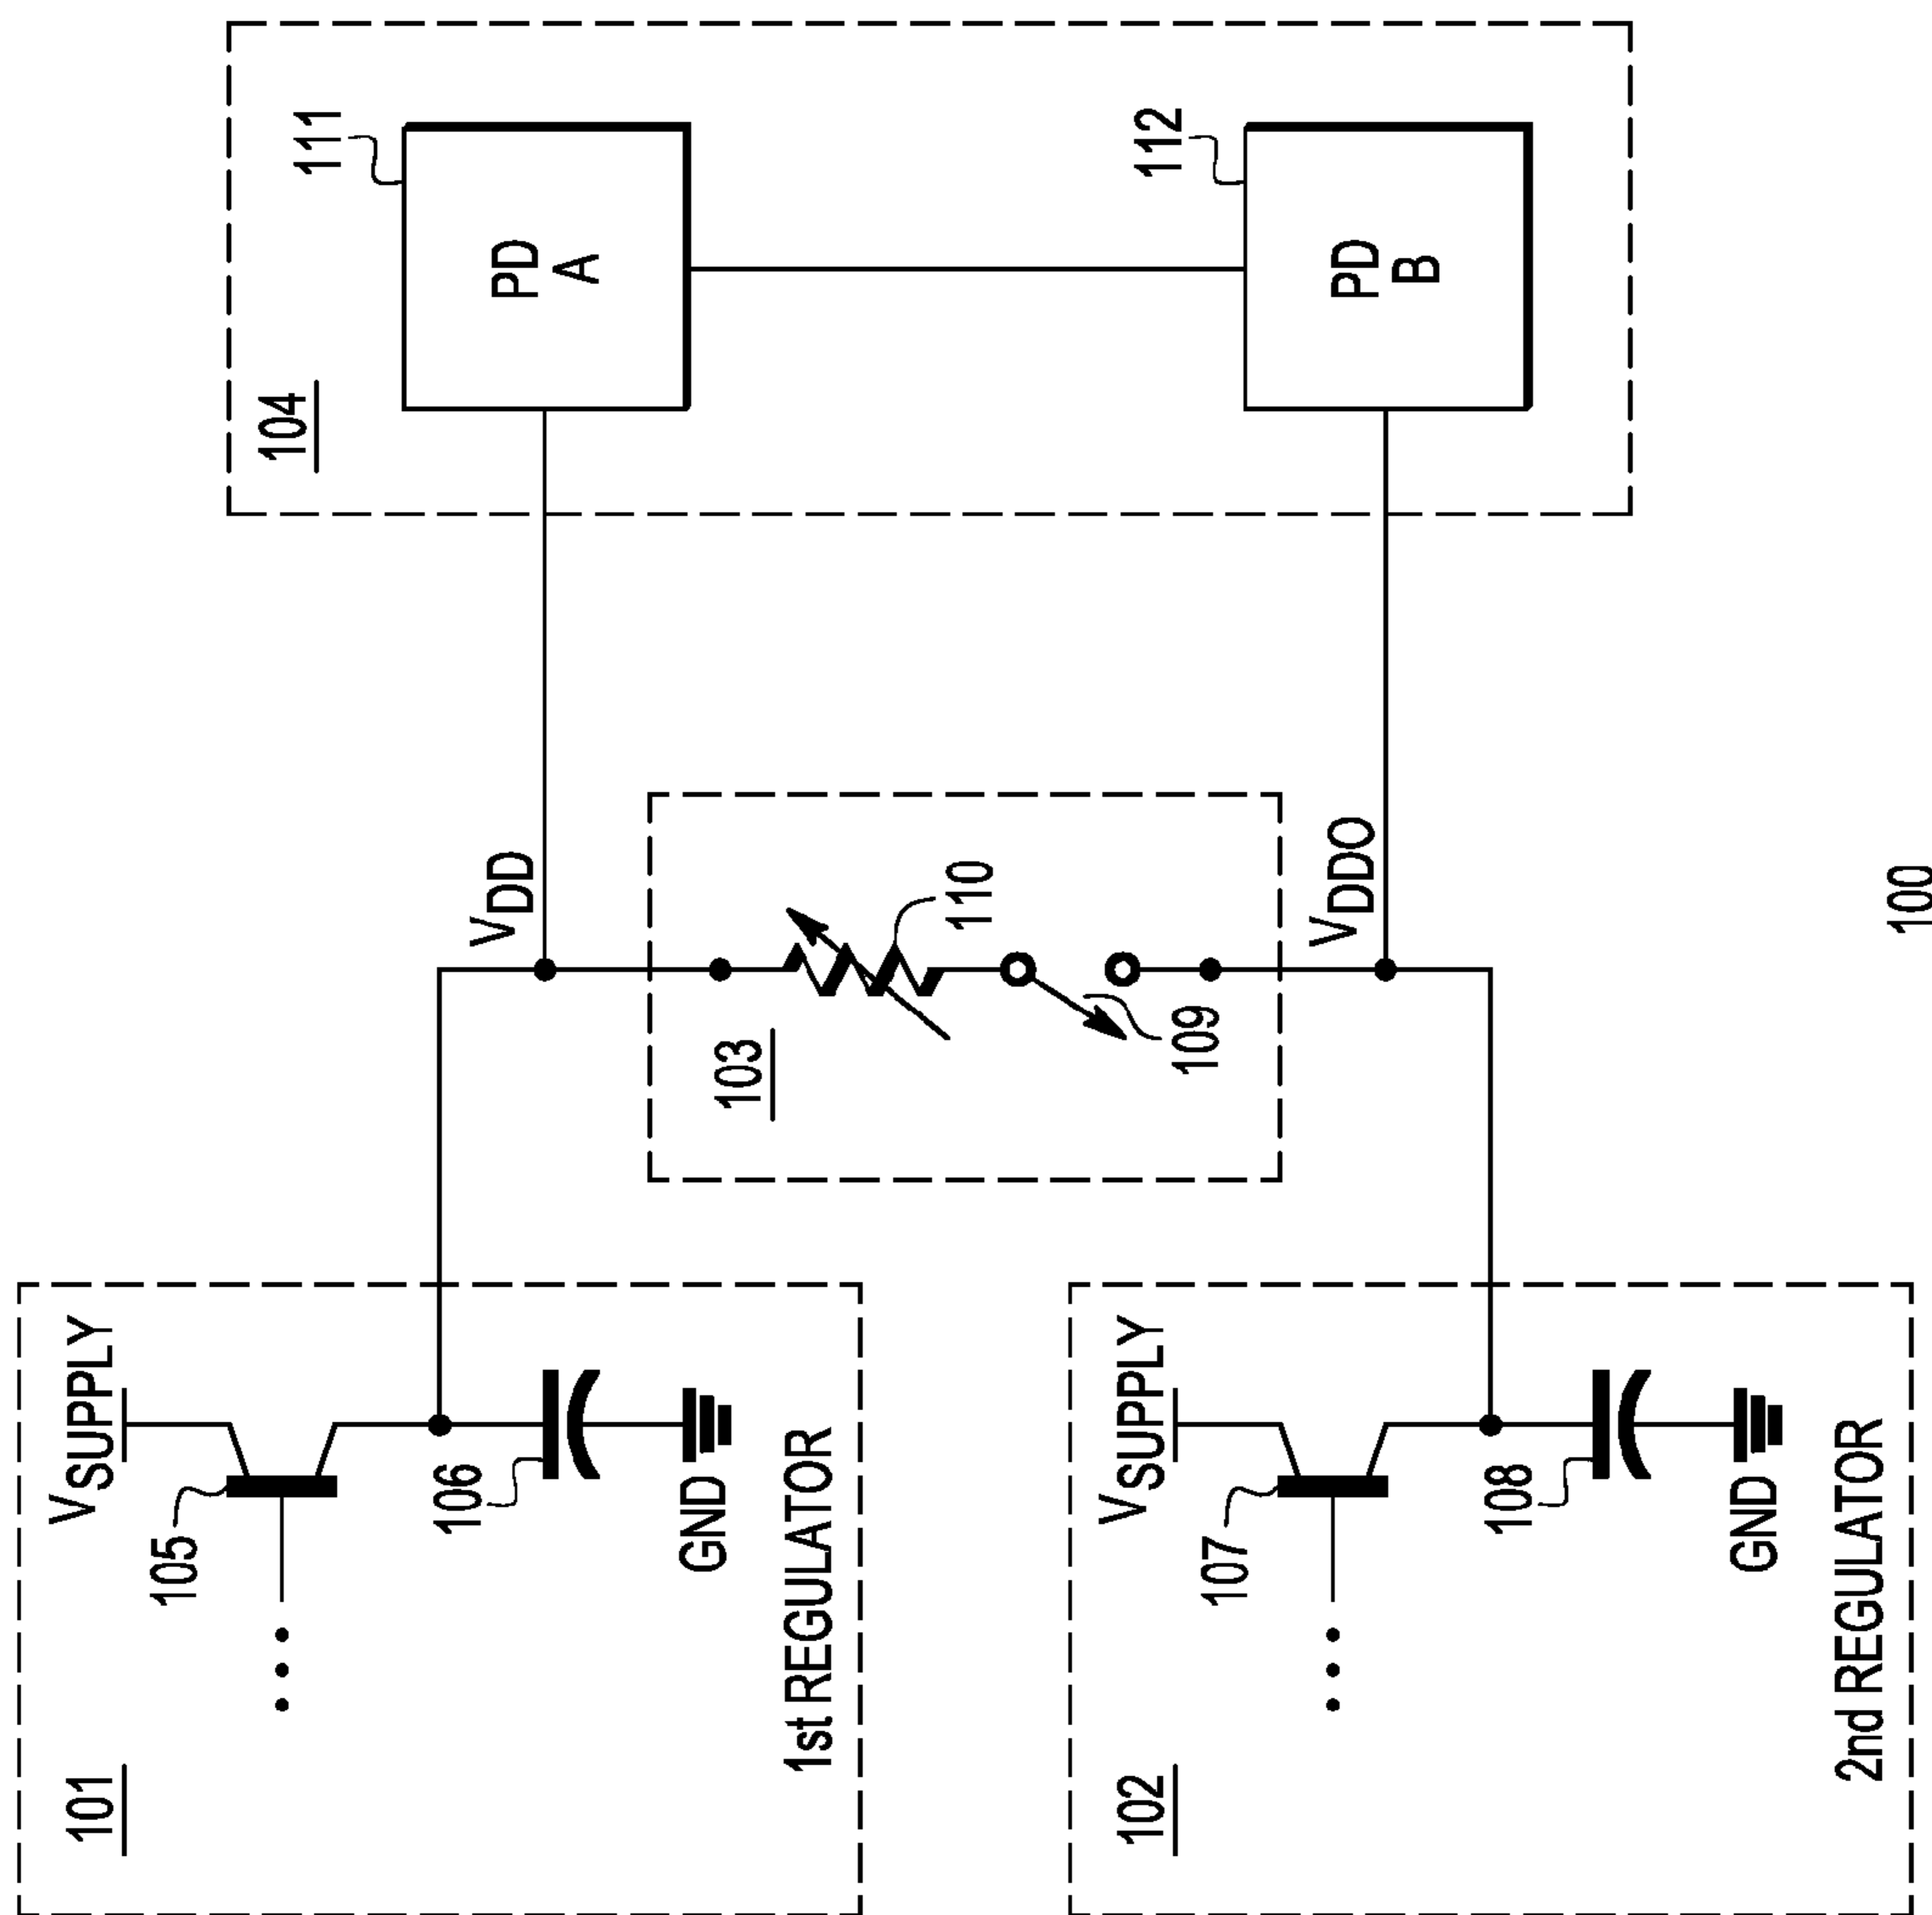 101
VSUPPLY
105
106
GND
1st REGULATOR
VDD
103
110
109
VDDO
104
111
PD
A
112
PD
B
102
VSUPPLY
107
108
GND
2nd REGULATOR
100